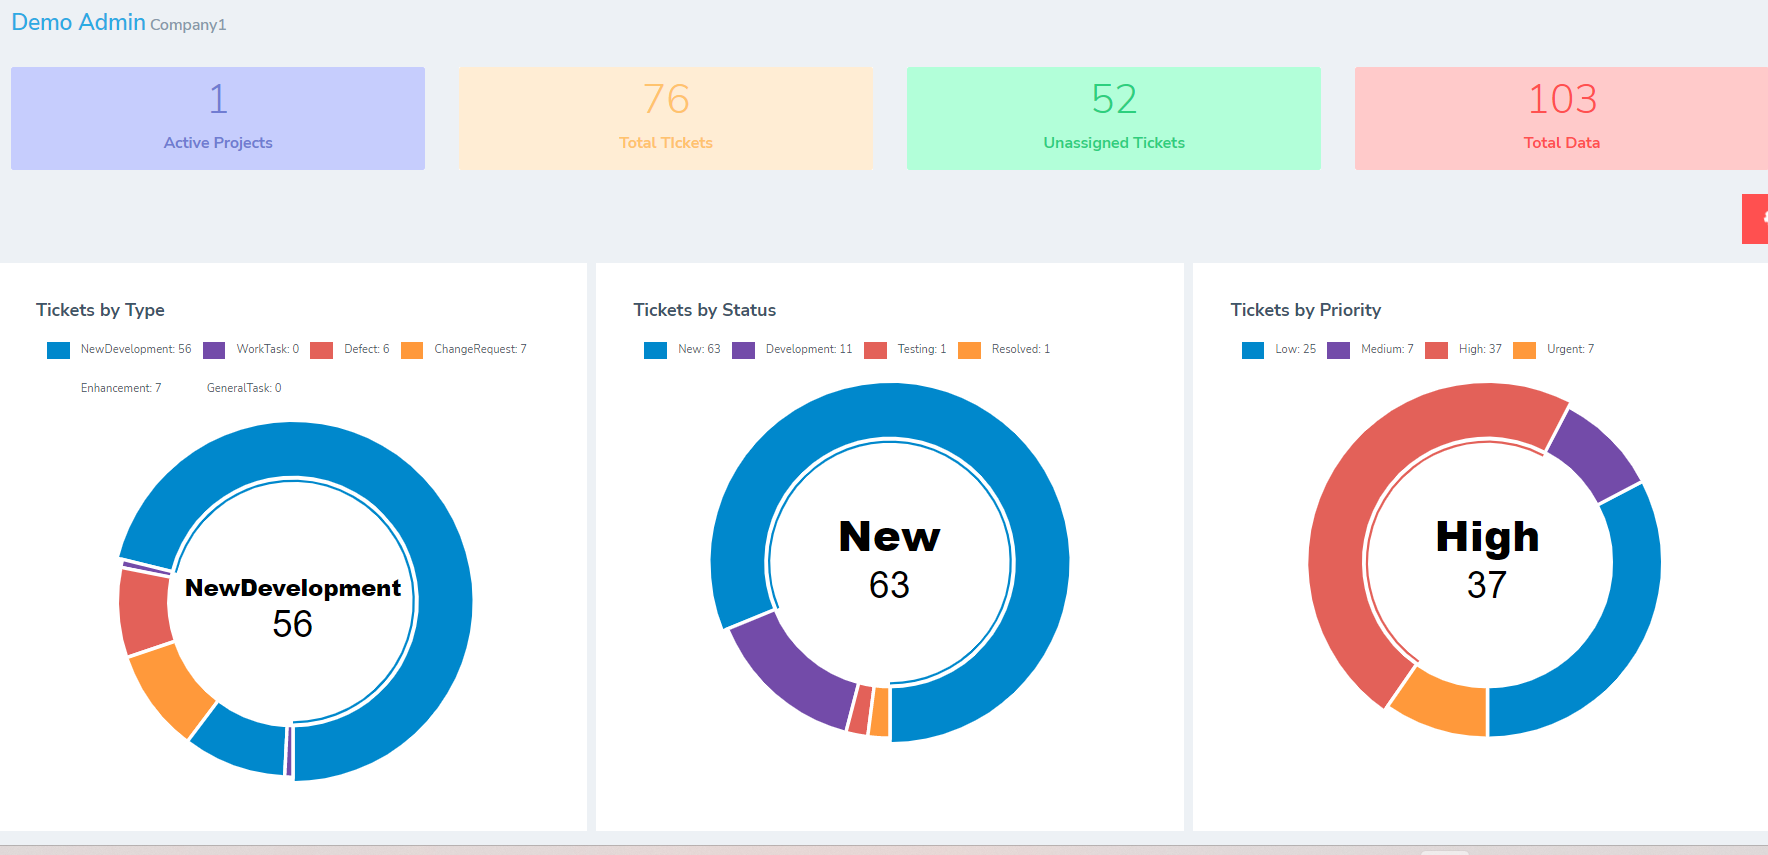 Demo Admin Company1
1
Active Projects
76
Total TIckets
52
Unassigned Tickets
103
Total Data
Tickets by Type
NewDevelopment: 56 WorkTask: 0 Defect: 6 ChangeRequest: 7
Enhancement: 7 GeneralTask: 0
NewDevelopment
56
Tickets by Status
New: 63 Development: 11 Testing: 1 Resolved: 1
New
63
Tickets by Priority
Low: 25 Medium: 7 High: 37 Urgent: 7
High
37